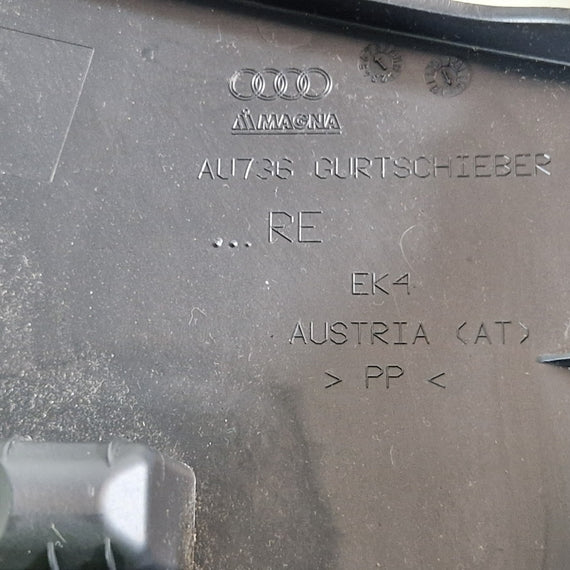 MAGNA
AU736 GURTSCHIEBER
... RE
EK4
AUSTRIA (AT)
> PP <